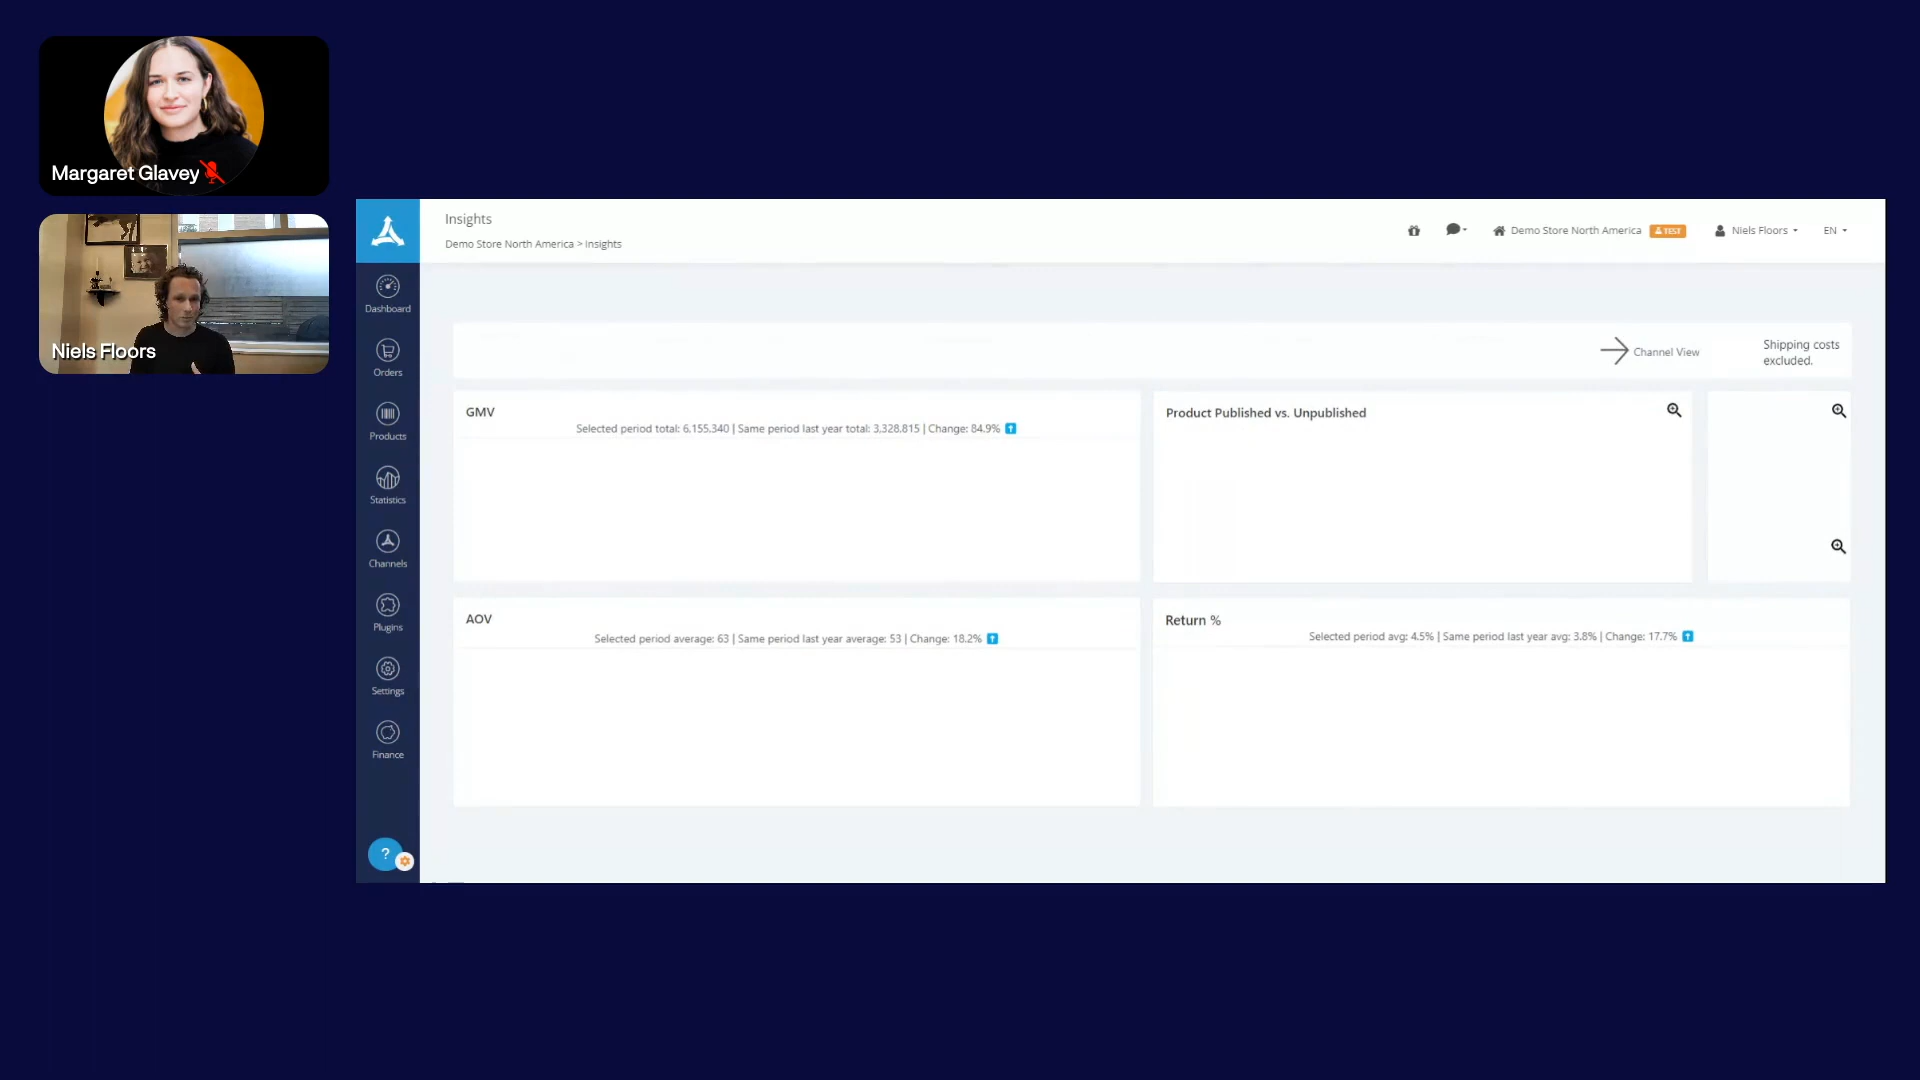 Margaret Glavey
Niels Floors
Insights
Demo Store North America > Insights
Demo Store North America
TEST
Niels Floors
EN
Dashboard
Orders
Products
Statistics
Channels
Plugins
Settings
Finance
?
Channel View
Shipping costs
excluded.
GMV
Selected period total: 6,155,340 | Same period last year total: 3,328,815 | Change: 84.9%
Product Published vs. Unpublished
AOV
Selected period average: 63 | Same period last year average: 53 | Change: 18.2%
Return %
Selected period avg: 4.5% | Same period last year avg: 3.8% | Change: 17.7%